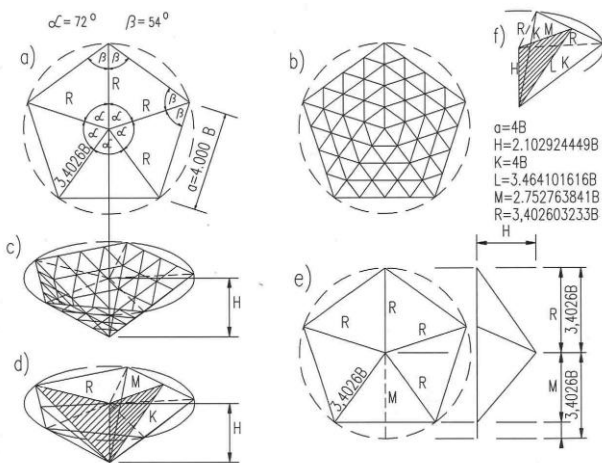 α=72° β=54°
a)
β β
R
R R β
β
α α
α α
α
3,4026B
R
a=4.000 B
b)
f)
R K M
R
H
L K
a=4B
H=2.102924449B
K=4B
L=3.464101616B
M=2.752763841B
R=3,402603233B
c)
H
d)
R
M
K
H
e)
R R
R R
3,4026B
M
R
H
R
3,4026B
M
3,4026B